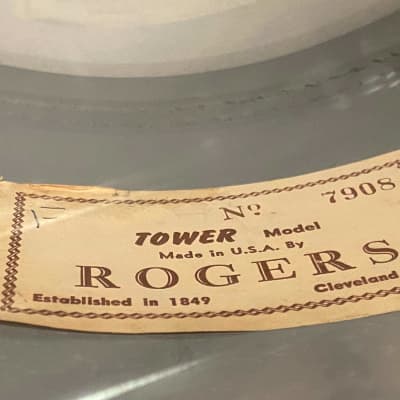 No 7908
TOWER Model
Made in U.S.A. By
ROGERS
Established in 1849 Cleveland